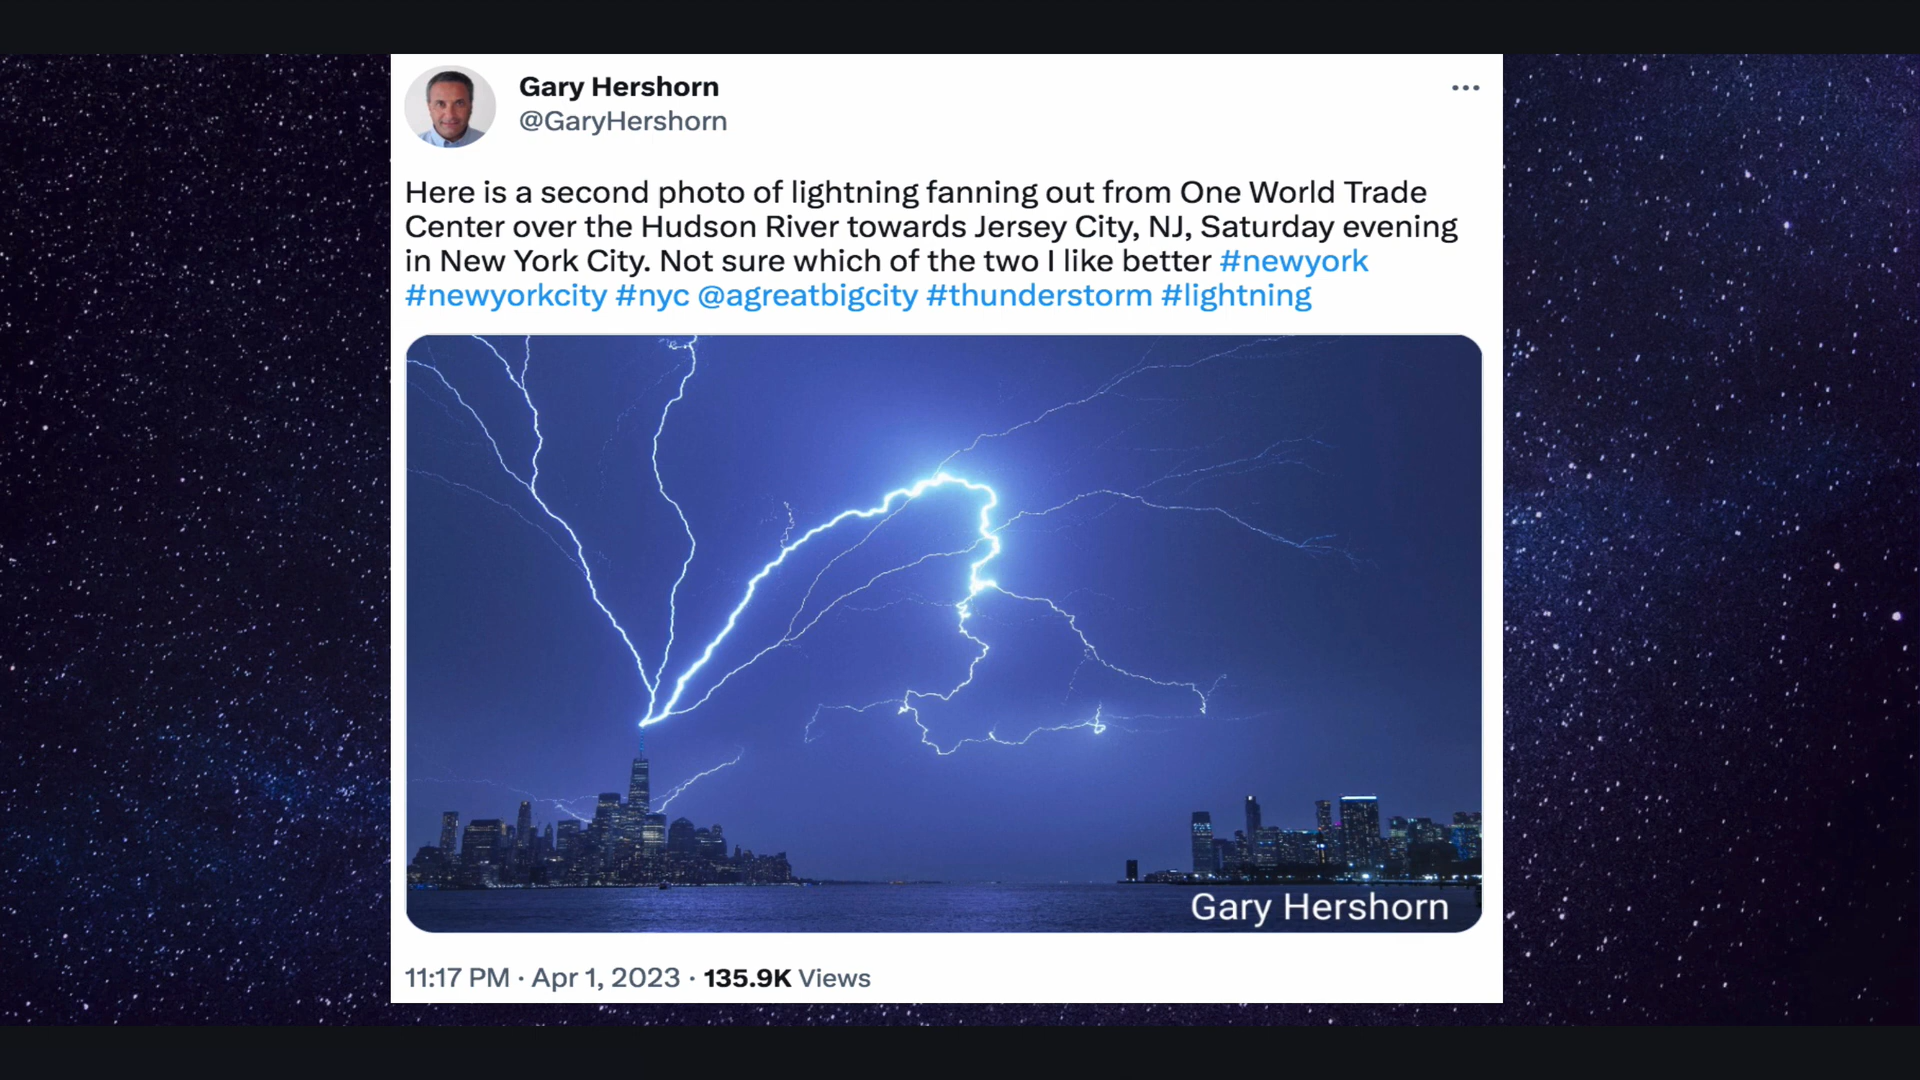 Gary Hershorn
@GaryHershorn
Here is a second photo of lightning fanning out from One World Trade
Center over the Hudson River towards Jersey City, NJ, Saturday evening
in New York City. Not sure which of the two I like better #newyork
#newyorkcity #nyc @agreatbigcity #thunderstorm #lightning
Gary Hershorn
11:17 PM · Apr 1, 2023 · 135.9K Views